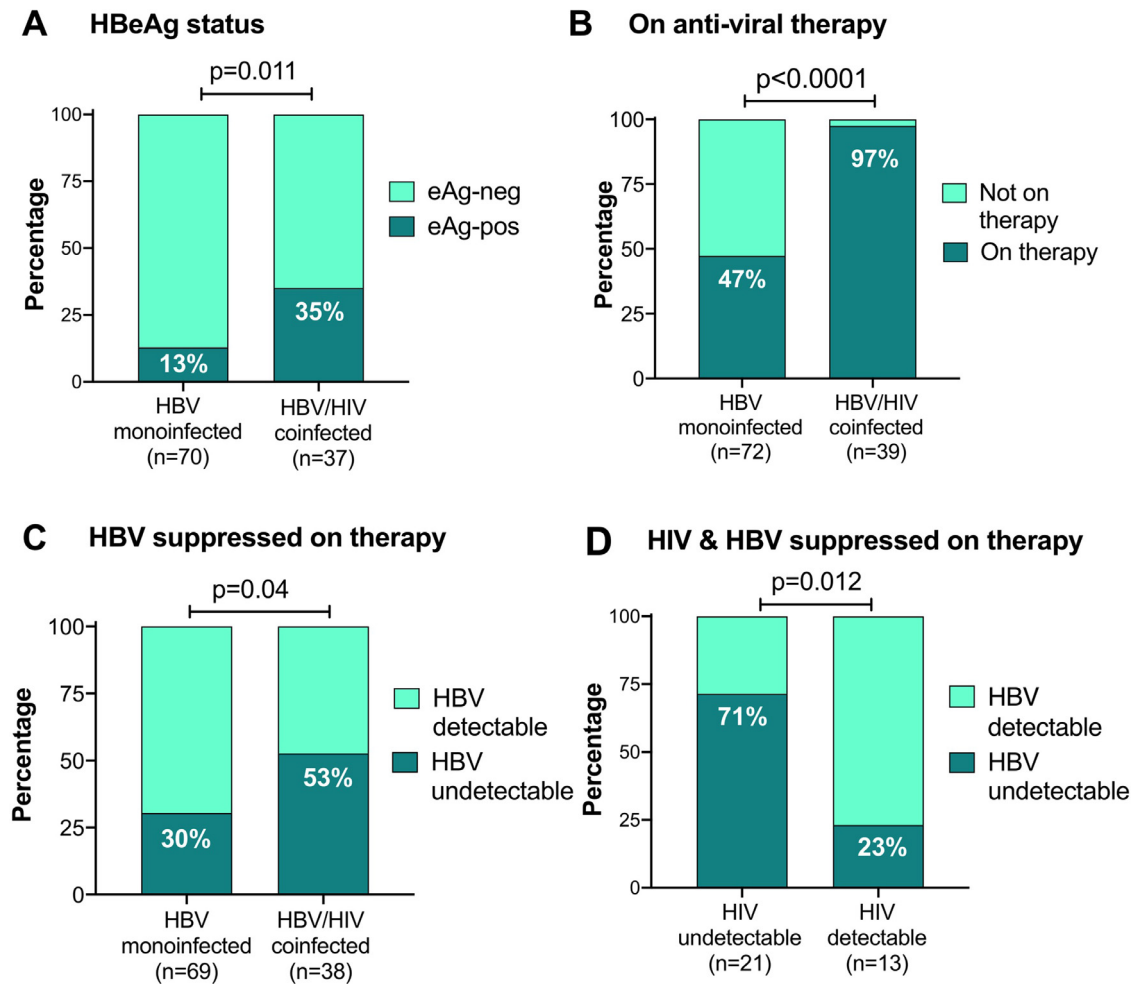 A HBeAg status
p=0.011
100
75
50
25
0
Percentage
13%
35%
eAg-neg
eAg-pos
HBV
monoinfected
(n=70)
HBV/HIV
coinfected
(n=37)
B On anti-viral therapy
p<0.0001
100
75
50
25
0
Percentage
47%
97%
Not on
therapy
On therapy
HBV
monoinfected
(n=72)
HBV/HIV
coinfected
(n=39)
C HBV suppressed on therapy
p=0.04
100
75
50
25
0
Percentage
30%
53%
HBV
detectable
HBV
undetectable
HBV
monoinfected
(n=69)
HBV/HIV
coinfected
(n=38)
D HIV & HBV suppressed on therapy
p=0.012
100
75
50
25
0
Percentage
71%
23%
HBV
detectable
HBV
undetectable
HIV
undetectable
(n=21)
HIV
detectable
(n=13)